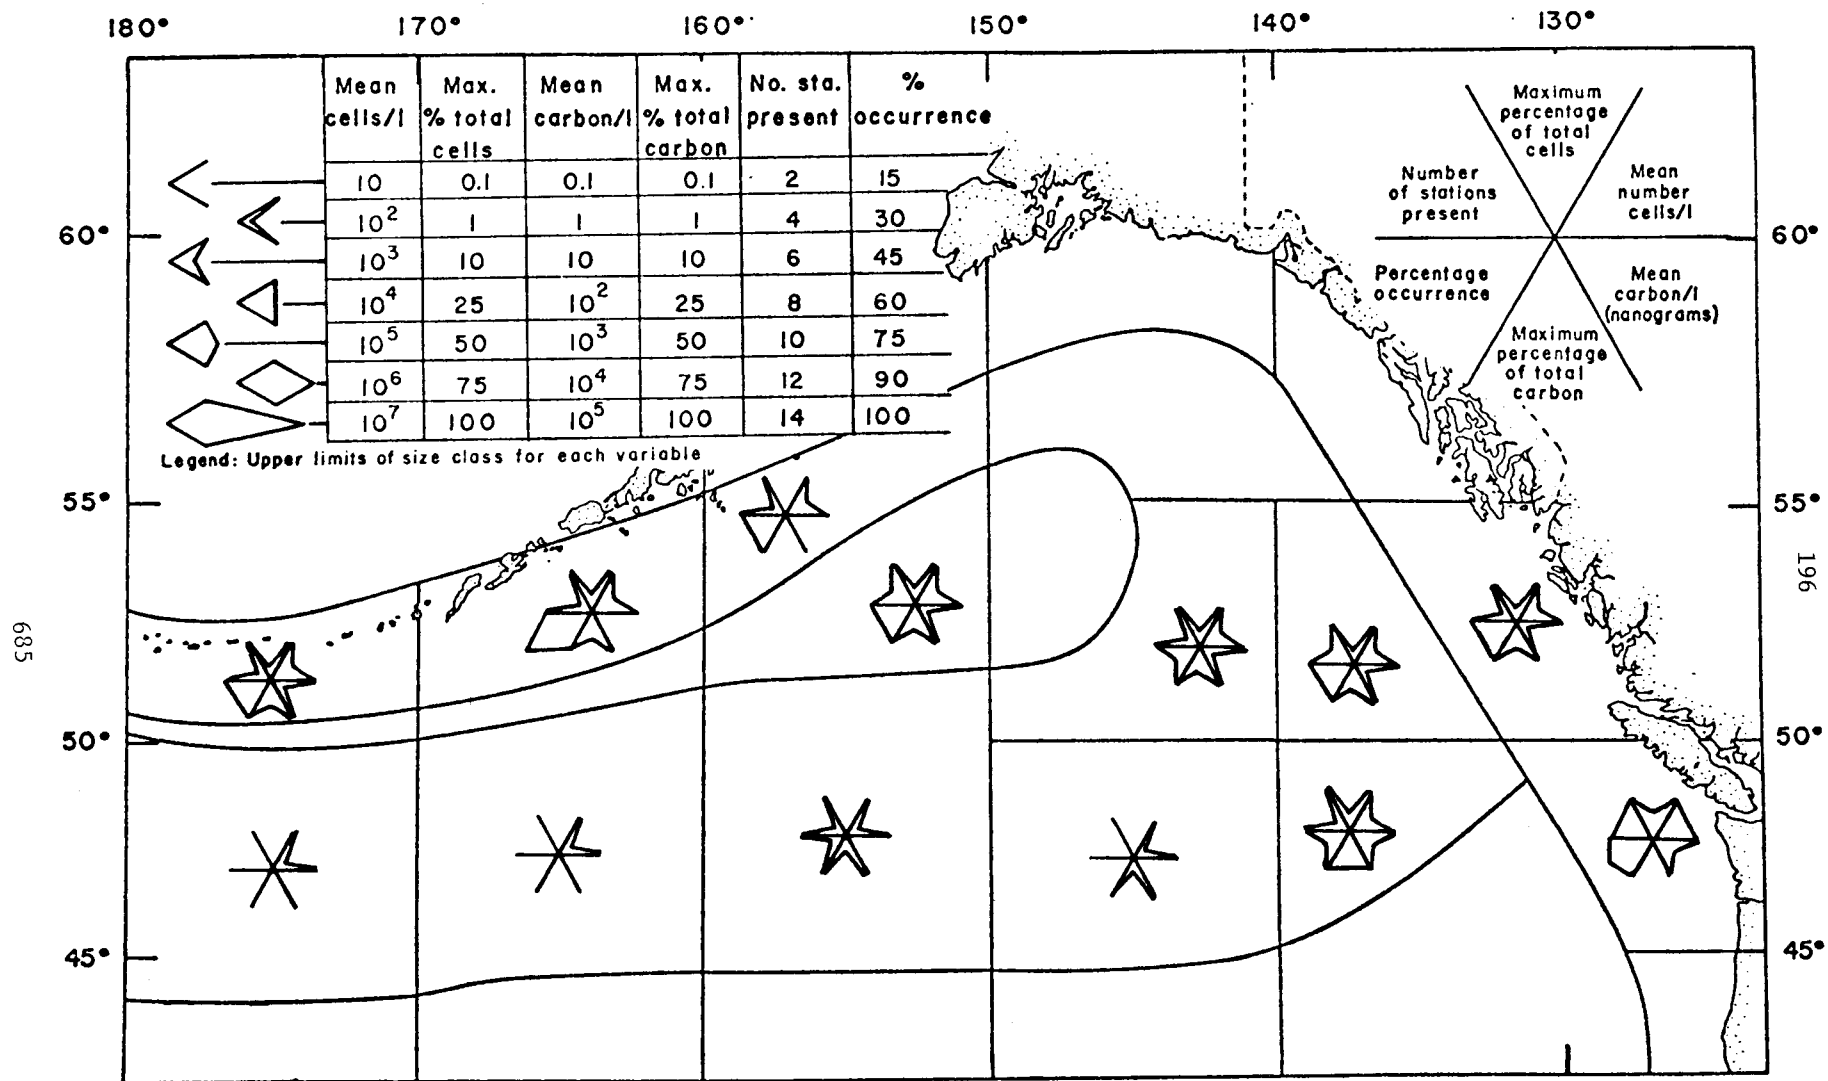 180° 170° 160° 150° 140° 130°
Mean cells/l | Max. % total cells | Mean carbon/l | Max. % total carbon | No. sta. present | % occurrence
10 | 0.1 | 0.1 | 0.1 | 2 | 15
10² | 1 | 1 | 1 | 4 | 30
10³ | 10 | 10 | 10 | 6 | 45
10⁴ | 25 | 10² | 25 | 8 | 60
10⁵ | 50 | 10³ | 50 | 10 | 75
10⁶ | 75 | 10⁴ | 75 | 12 | 90
10⁷ | 100 | 10⁵ | 100 | 14 | 100
Legend: Upper limits of size class for each variable
Maximum
percentage
of total
cells
Number
of stations
present
Mean
number
cells/l
Percentage
occurrence
Mean
carbon/l
(nanograms)
Maximum
percentage
of total
carbon
60° 60°
55° 55°
50° 50°
45° 45°
685
196